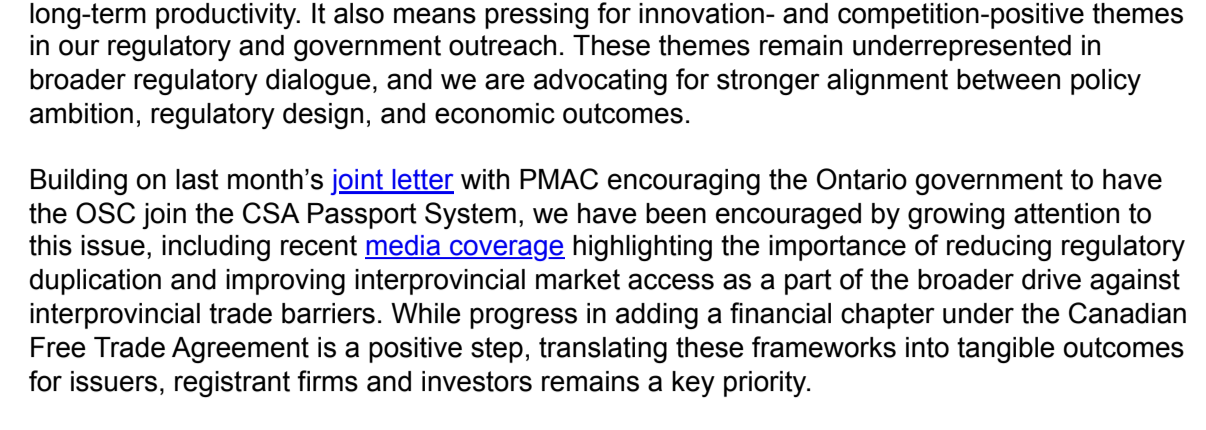 long-term productivity. It also means pressing for innovation- and competition-positive themes
in our regulatory and government outreach. These themes remain underrepresented in
broader regulatory dialogue, and we are advocating for stronger alignment between policy
ambition, regulatory design, and economic outcomes.
Building on last month’s joint letter with PMAC encouraging the Ontario government to have
the OSC join the CSA Passport System, we have been encouraged by growing attention to
this issue, including recent media coverage highlighting the importance of reducing regulatory
duplication and improving interprovincial market access as a part of the broader drive against
interprovincial trade barriers. While progress in adding a financial chapter under the Canadian
Free Trade Agreement is a positive step, translating these frameworks into tangible outcomes
for issuers, registrant firms and investors remains a key priority.